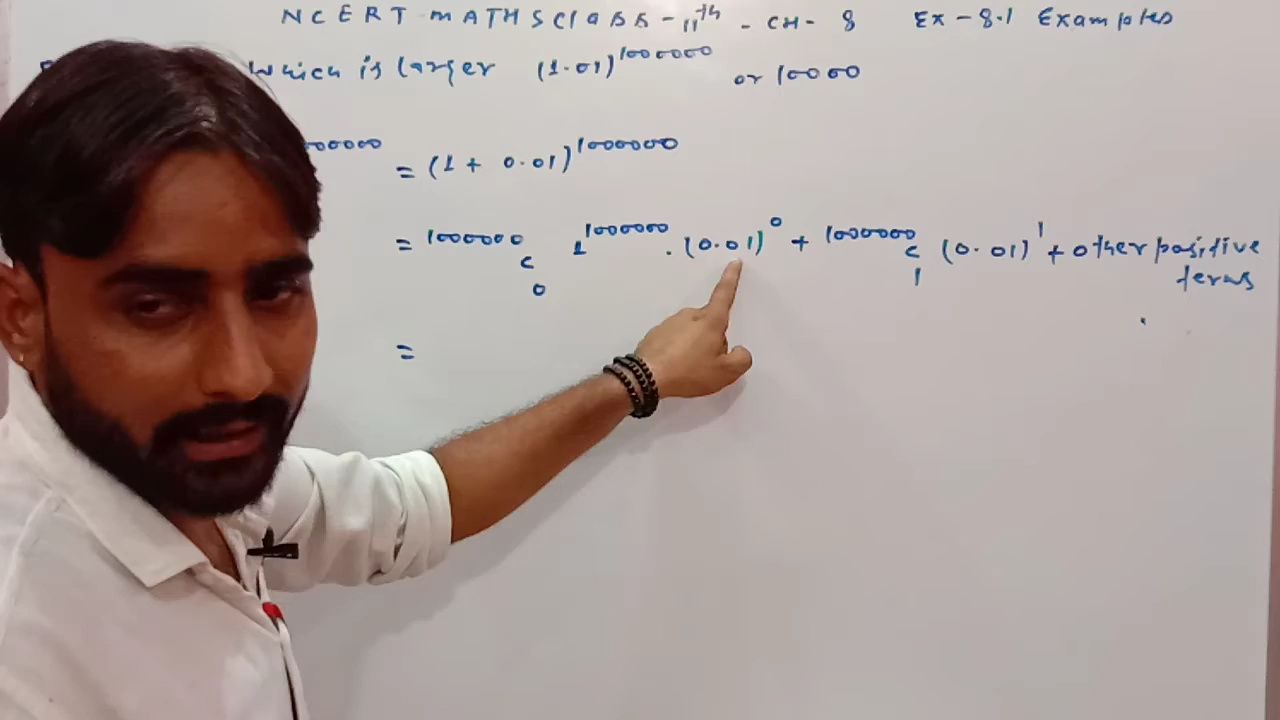 NCERT MATHS CLASS - 11th - CH - 8 Ex - 8.1 Examples
Which is larger (1.01)^1000000 or 10000
000000 = (1 + 0.01)^1000000
= 1000000 C 0 1^1000000 . (0.01)^0 + 1000000 C 1 (0.01)^1 + other positive terms
=